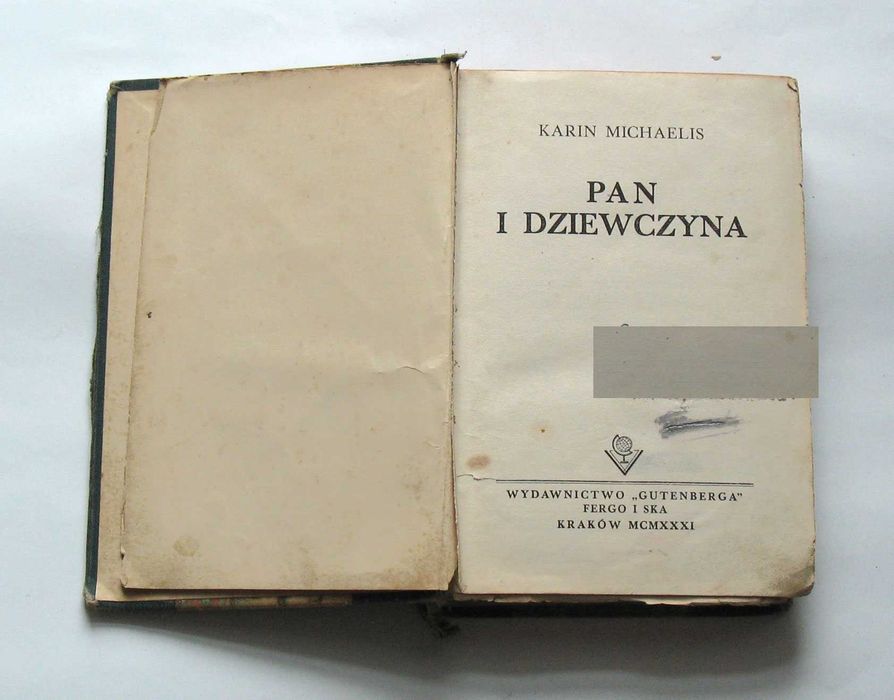 KARIN MICHAELIS
PAN
I DZIEWCZYNA
WYDAWNICTWO „GUTENBERGA”
FERGO I SKA
KRAKÓW MCMXXXI